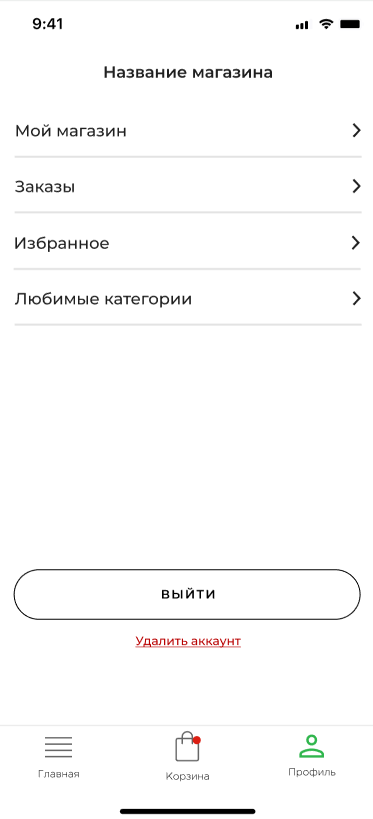 9:41
Название магазина
Мой магазин
Заказы
Избранное
Любимые категории
ВЫЙТИ
Удалить аккаунт
Главная
Корзина
Профиль